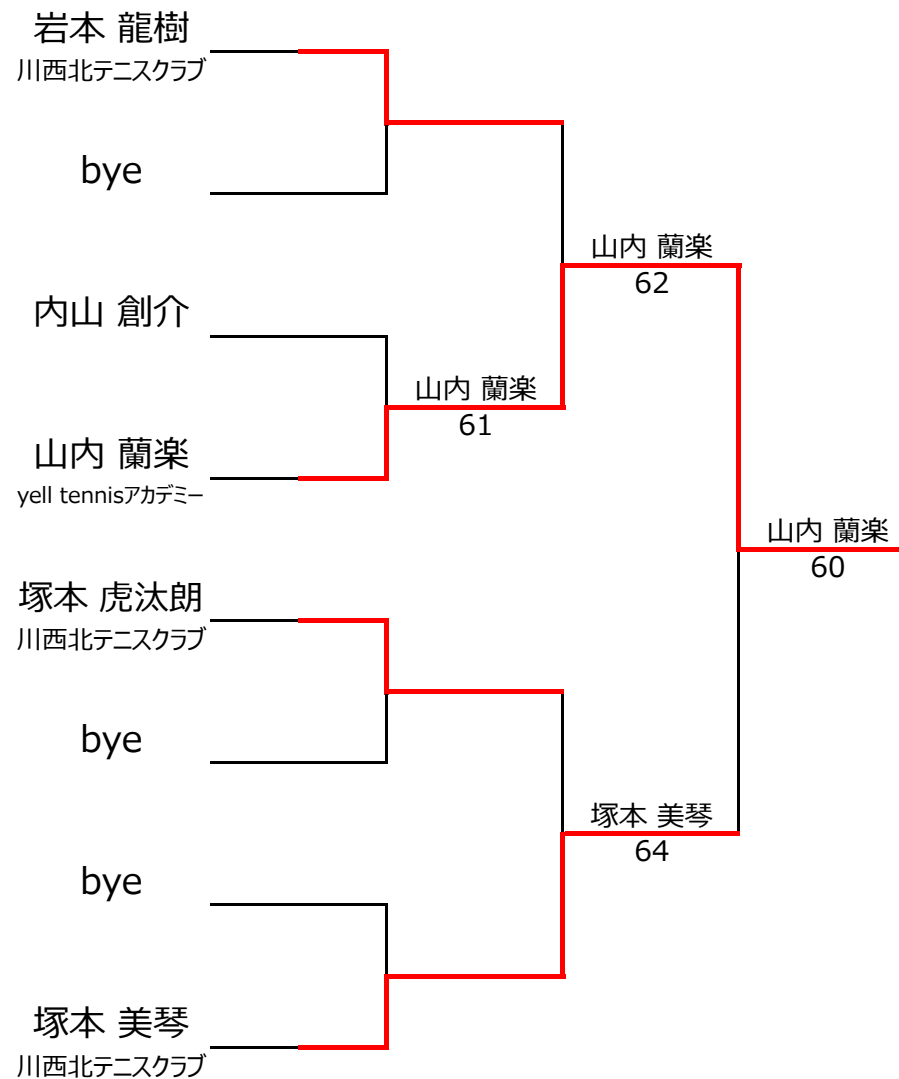 岩本 龍樹
川西北テニスクラブ
bye
内山 創介
山内 蘭楽
yell tennisアカデミー
塚本 虎汰朗
川西北テニスクラブ
bye
bye
塚本 美琴
川西北テニスクラブ
山内 蘭楽
61
山内 蘭楽
62
塚本 美琴
64
山内 蘭楽
60